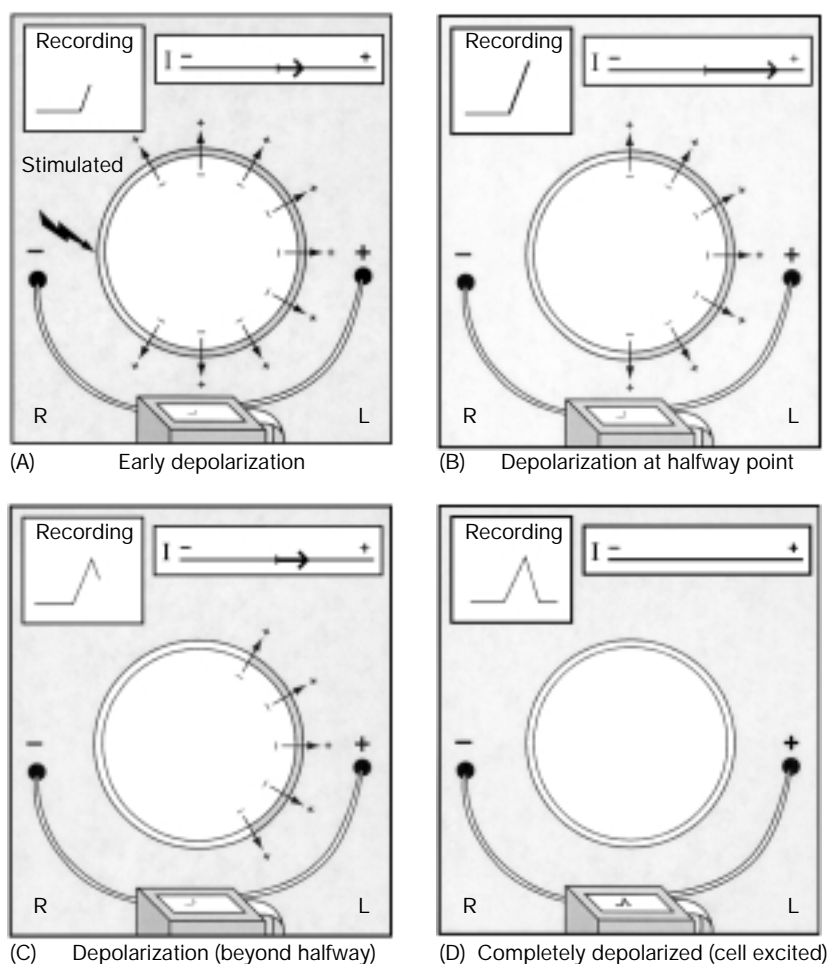 Recording
I − +
Stimulated
− +
R L
(A) Early depolarization
Recording
I − +
− +
R L
(B) Depolarization at halfway point
Recording
I − +
− +
R L
(C) Depolarization (beyond halfway)
Recording
I − +
− +
R L
(D) Completely depolarized (cell excited)